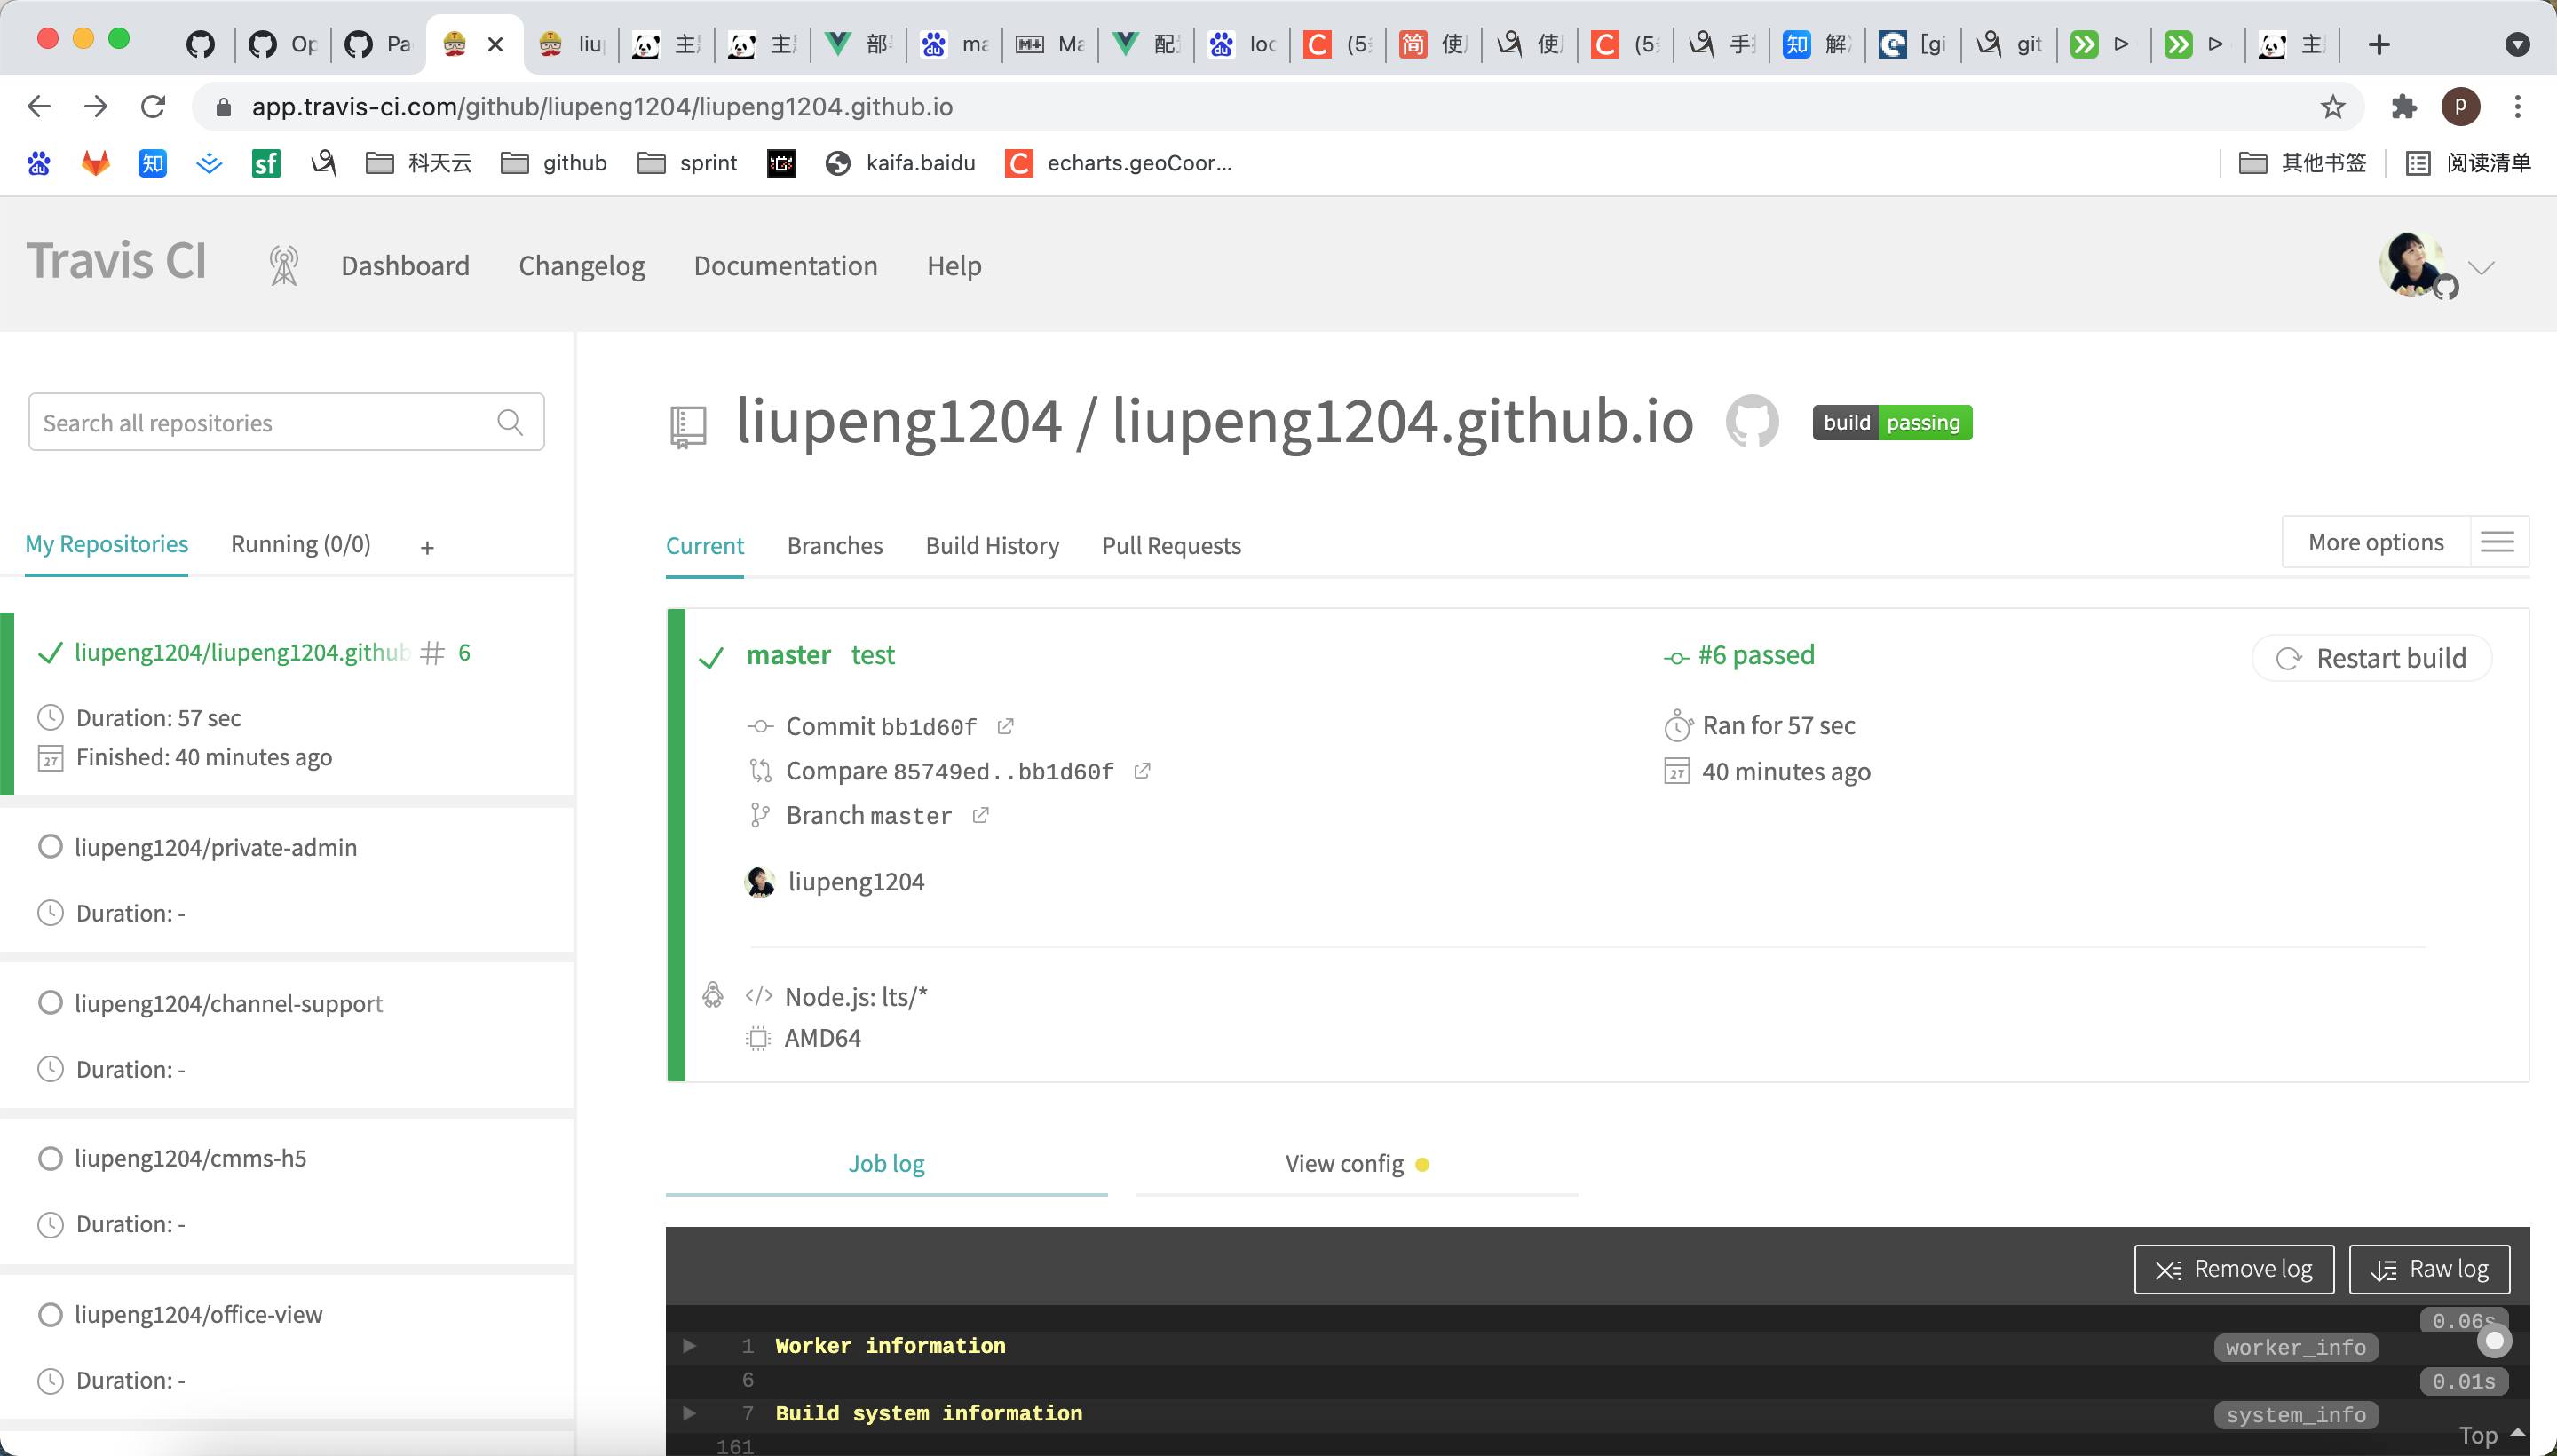 Op
Pa
liu
部
ma
Ma
配
loc
C (5
简 使
使
C (5
手
知 解
[gi
git
app.travis-ci.com/github/liupeng1204/liupeng1204.github.io
p
du
知
sf
科天云
github
sprint
kaifa.baidu
C echarts.geoCoor...
其他书签
阅读清单
Travis CI
Dashboard
Changelog
Documentation
Help
Search all repositories
liupeng1204 / liupeng1204.github.io
build passing
My Repositories
Running (0/0)
+
Current
Branches
Build History
Pull Requests
More options
liupeng1204/liupeng1204.github # 6
Duration: 57 sec
Finished: 40 minutes ago
liupeng1204/private-admin
Duration: -
liupeng1204/channel-support
Duration: -
liupeng1204/cmms-h5
Duration: -
liupeng1204/office-view
Duration: -
master test
#6 passed
Restart build
Commit bb1d60f
Ran for 57 sec
Compare 85749ed..bb1d60f
40 minutes ago
Branch master
liupeng1204
</> Node.js: lts/*
AMD64
Job log
View config
Remove log
Raw log
0.06s
1 Worker information
worker_info
6
0.01s
7 Build system information
system_info
161
Top